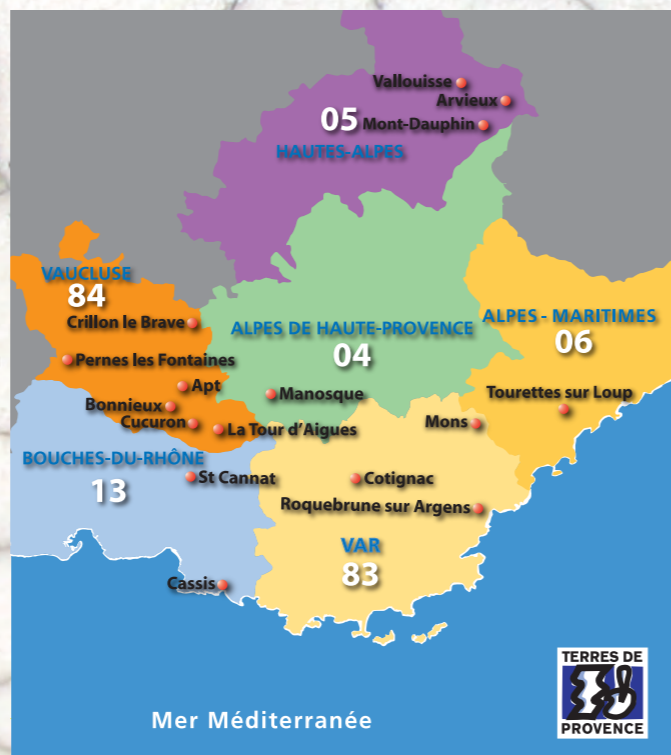 Vallouisse
Arvieux
05
Mont-Dauphin
HAUTES-ALPES
VAUCLUSE
84
Crillon le Brave
ALPES DE HAUTE-PROVENCE
04
ALPES - MARITIMES
06
Pernes les Fontaines
Apt
Manosque
Tourettes sur Loup
Bonnieux
Cucuron
La Tour d'Aigues
Mons
BOUCHES-DU-RHÔNE
13
St Cannat
Cotignac
Roquebrune sur Argens
VAR
83
Cassis
Mer Méditerranée
TERRES DE
PROVENCE